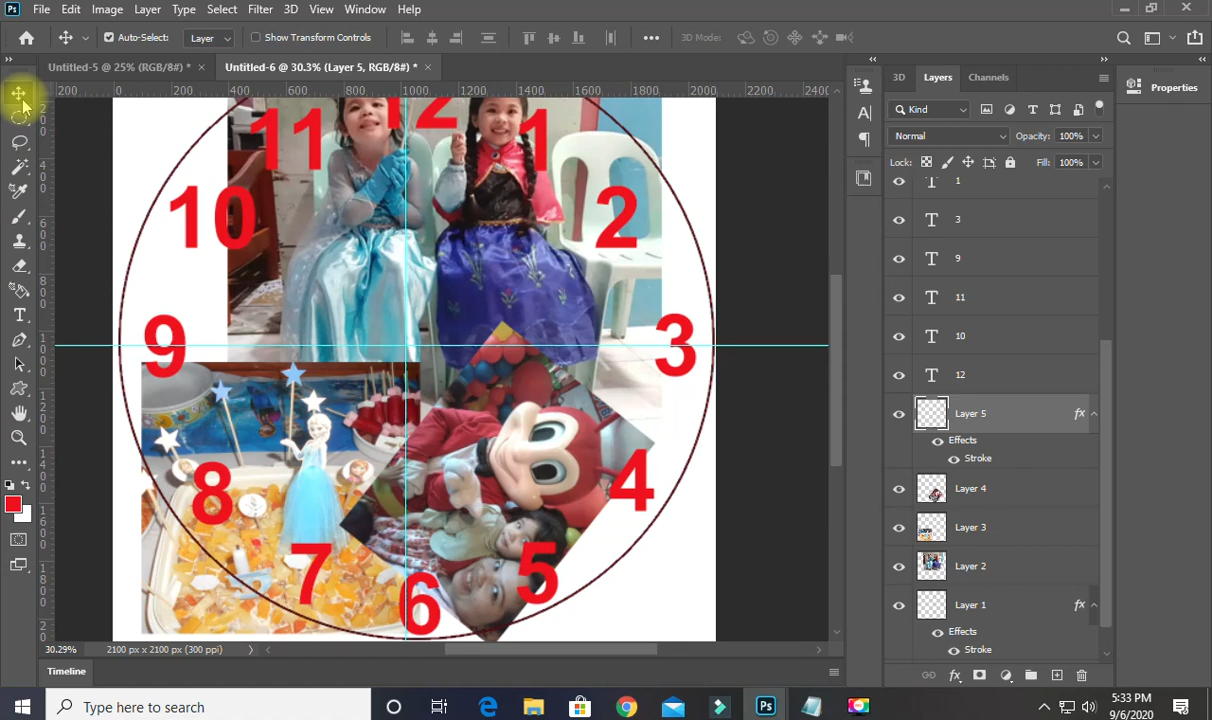 Ps File Edit Image Layer Type Select Filter 3D View Window Help
Auto-Select: Layer Show Transform Controls 3D Mode:
Untitled-5 @ 25% (RGB/8#) * × Untitled-6 @ 30.3% (Layer 5, RGB/8#) * ×
200 0 200 400 600 800 1000 1200 1400 1600 1800 2000 2200 2400
3D Layers Channels
Properties
Kind
Normal Opacity: 100%
Lock: Fill: 100%
T 1
T 3
T 9
T 11
T 10
T 12
Layer 5 fx
Effects
Stroke
Layer 4
Layer 3
Layer 2
Layer 1 fx
Effects
Stroke
12
11
1
10
2
9
3
8
4
7
5
6
30.29% 2100 px x 2100 px (300 ppi)
Timeline
Type here to search
5:33 PM
9/6/2020